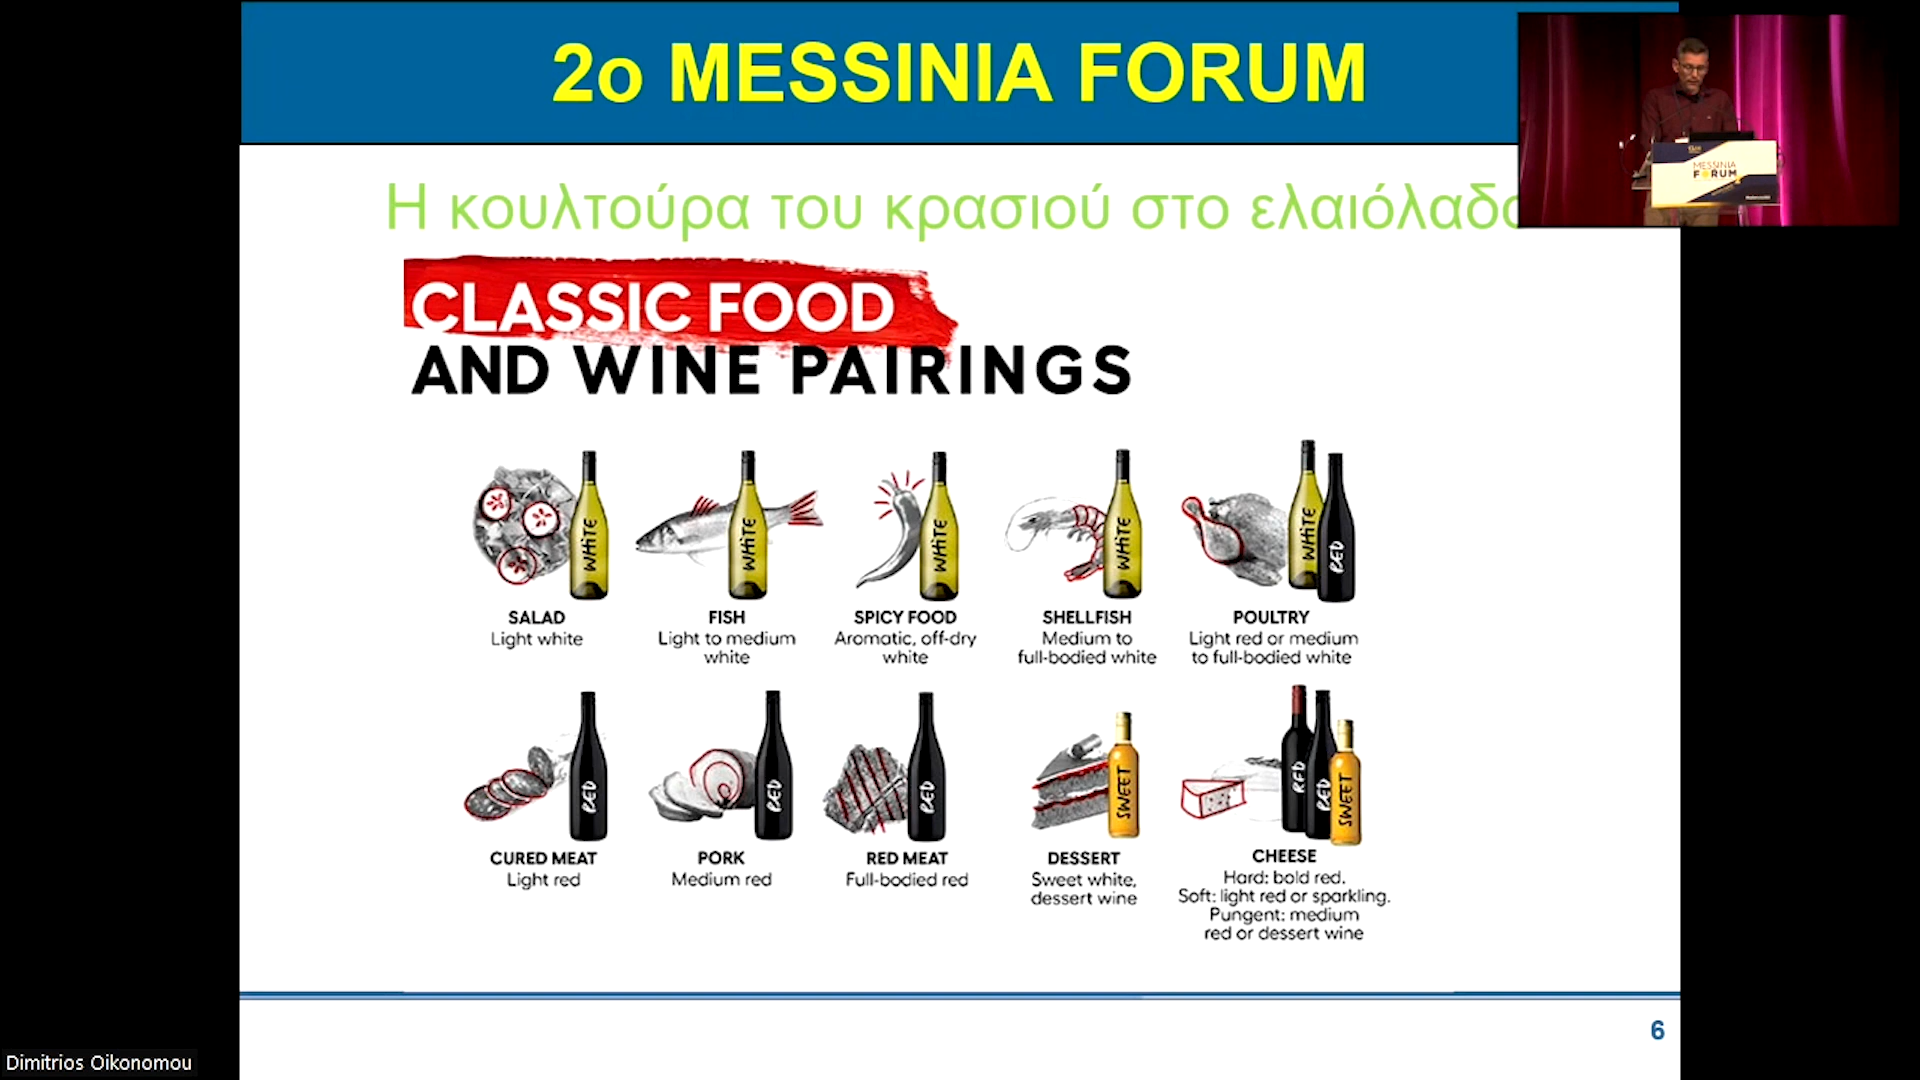 2ο MESSINIA FORUM
Η κουλτούρα του κρασιού στο ελαιόλαδο
CLASSIC FOOD
AND WINE PAIRINGS
WHITE
WHITE
WHITE
WHITE
WHITE
RED
SALAD
Light white
FISH
Light to medium
white
SPICY FOOD
Aromatic, off-dry
white
SHELLFISH
Medium to
full-bodied white
POULTRY
Light red or medium
to full-bodied white
RED
RED
RED
SWEET
RED
RED
SWEET
CURED MEAT
Light red
PORK
Medium red
RED MEAT
Full-bodied red
DESSERT
Sweet white,
dessert wine
CHEESE
Hard: bold red.
Soft: light red or sparkling.
Pungent: medium
red or dessert wine
6
MESSINIA
FORUM
Dimitrios Oikonomou